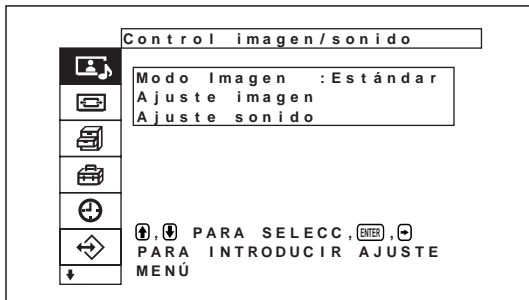 Control imagen/sonido
Modo Imagen :Estándar
Ajuste imagen
Ajuste sonido
, PARA SELECC, ENTER ,
PARA INTRODUCIR AJUSTE
MENÚ